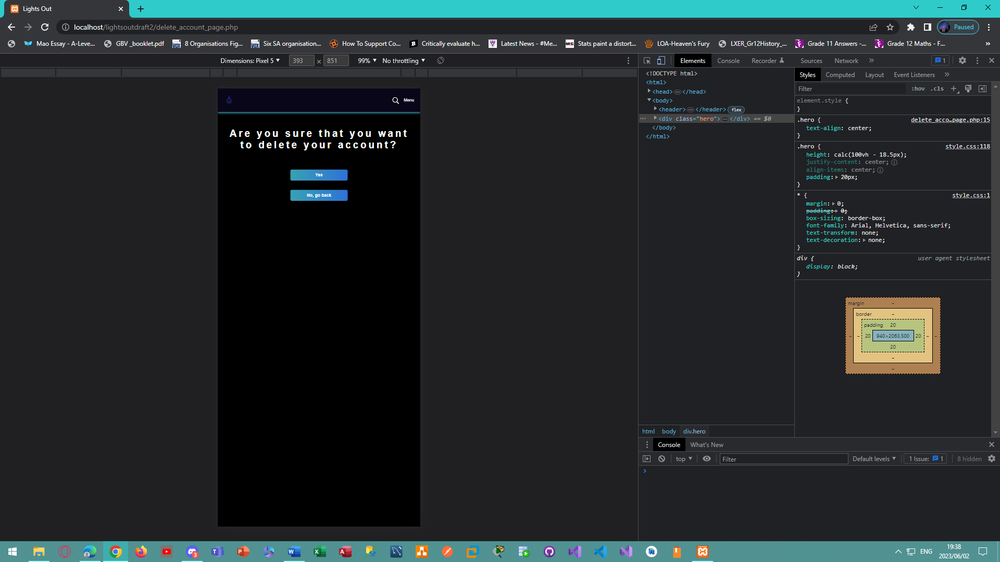 Lights Out
localhost/lightsoutdraft2/delete_account_page.php
Paused
Mao Essay - A-Leve...
GBV _booklet.pdf
8 Organisations Fig...
Six SA organisation...
How To Support Co...
Critically evaluate h...
Latest News - #Me...
Stats paint a distort...
LOA-Heaven's Fury
LXER_Gr12History_...
Grade 11 Answers -...
Grade 12 Maths - F...
»
Dimensions: Pixel 5
393 × 851
99%
No throttling
Elements
Console
Recorder
Sources
Network
»
1
Menu
Are you sure that you want
to delete your account?
Yes
No, go back
<!DOCTYPE html>
<html>
<head>…</head>
<body>
<header>…</header> flex
<div class="hero">…</div> == $0
</body>
</html>
html body div.hero
Styles
Computed
Layout
Event Listeners
»
Filter
:hov .cls +
element.style {
}
.hero { delete_acco…page.php:15
text-align: center;
}
.hero { style.css:118
height: calc(100vh - 18.5px);
justify-content: center;
align-items: center;
padding: 20px;
}
* { style.css:1
margin: 0;
padding: 0;
box-sizing: border-box;
font-family: Arial, Helvetica, sans-serif;
text-transform: none;
text-decoration: none;
}
div { user agent stylesheet
display: block;
}
margin –
border –
padding 20
– – 20 940×2063.500 20 – –
20
–
–
Console
What's New
top
Filter
Default levels
1 Issue: 1
8 hidden
3
ENG
19:38
2023/06/02